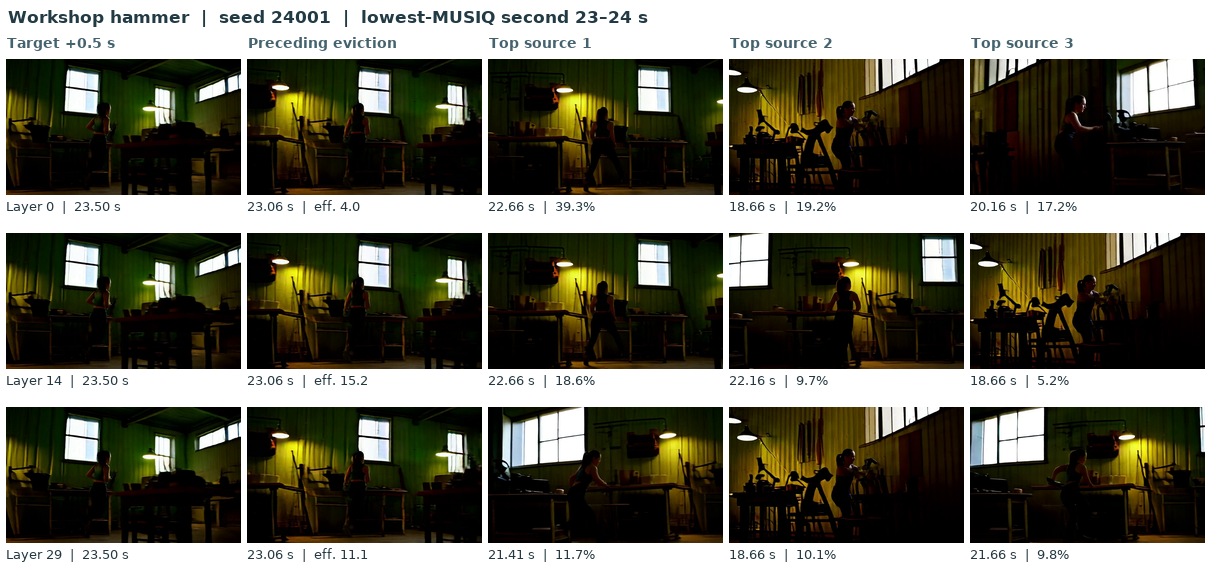 Workshop hammer | seed 24001 | lowest-MUSIQ second 23–24 s
Target +0.5 s Preceding eviction Top source 1 Top source 2 Top source 3
Layer 0 | 23.50 s 23.06 s | eff. 4.0 22.66 s | 39.3% 18.66 s | 19.2% 20.16 s | 17.2%
Layer 14 | 23.50 s 23.06 s | eff. 15.2 22.66 s | 18.6% 22.16 s | 9.7% 18.66 s | 5.2%
Layer 29 | 23.50 s 23.06 s | eff. 11.1 21.41 s | 11.7% 18.66 s | 10.1% 21.66 s | 9.8%